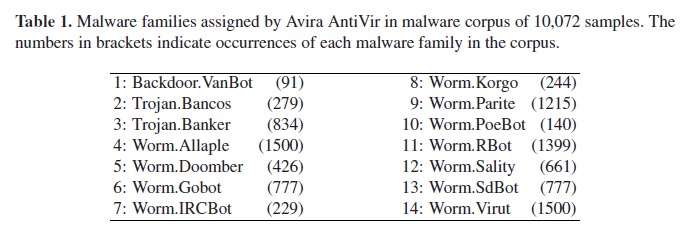 Table 1. Malware families assigned by Avira AntiVir in malware corpus of 10,072 samples. The
numbers in brackets indicate occurrences of each malware family in the corpus.
1: Backdoor.VanBot (91) 8: Worm.Korgo (244)
2: Trojan.Bancos (279) 9: Worm.Parite (1215)
3: Trojan.Banker (834) 10: Worm.PoeBot (140)
4: Worm.Allaple (1500) 11: Worm.RBot (1399)
5: Worm.Doomber (426) 12: Worm.Sality (661)
6: Worm.Gobot (777) 13: Worm.SdBot (777)
7: Worm.IRCBot (229) 14: Worm.Virut (1500)